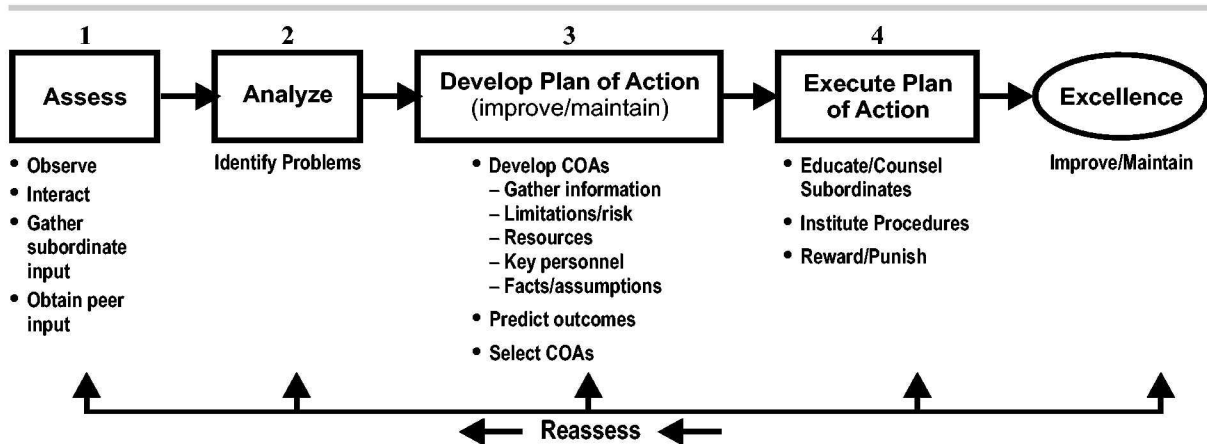 1
Assess
• Observe
• Interact
• Gather
subordinate
input
• Obtain peer
input
2
Analyze
Identify Problems
3
Develop Plan of Action
(improve/maintain)
• Develop COAs
– Gather information
– Limitations/risk
– Resources
– Key personnel
– Facts/assumptions
• Predict outcomes
• Select COAs
4
Execute Plan
of Action
• Educate/Counsel
Subordinates
• Institute Procedures
• Reward/Punish
Excellence
Improve/Maintain
Reassess